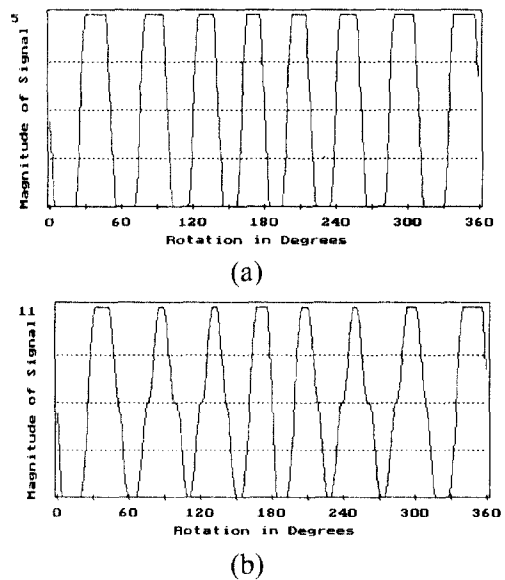 5
Magnitude of Signal
0 60 120 180 240 300 360
Rotation in Degrees
(a)
11
Magnitude of Signal
0 60 120 180 240 300 360
Rotation in Degrees
(b)